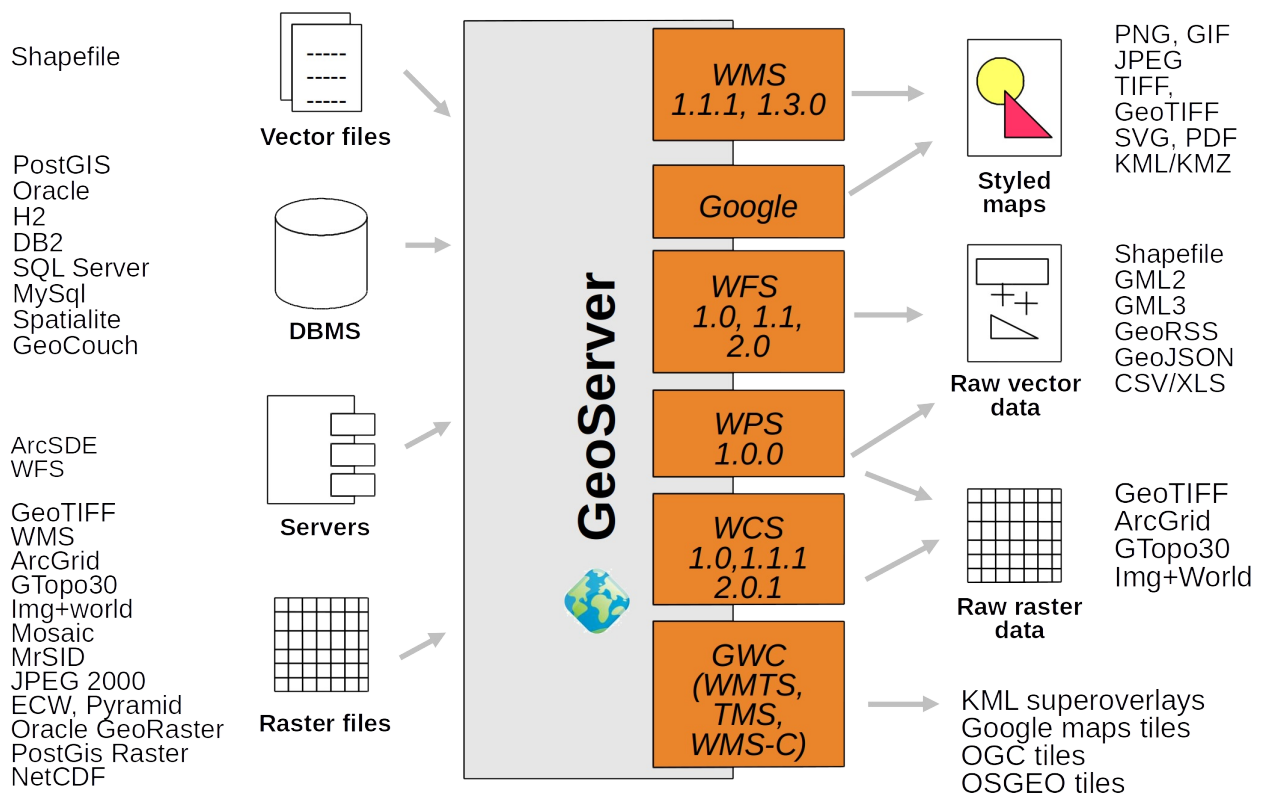 Shapefile
Vector files
PostGIS
Oracle
H2
DB2
SQL Server
MySql
Spatialite
GeoCouch
DBMS
ArcSDE
WFS
Servers
GeoTIFF
WMS
ArcGrid
GTopo30
Img+world
Mosaic
MrSID
JPEG 2000
ECW, Pyramid
Oracle GeoRaster
PostGis Raster
NetCDF
Raster files
GeoServer
WMS
1.1.1, 1.3.0
Google
WFS
1.0, 1.1,
2.0
WPS
1.0.0
WCS
1.0,1.1.1
2.0.1
GWC
(WMTS,
TMS,
WMS-C)
Styled
maps
PNG, GIF
JPEG
TIFF,
GeoTIFF
SVG, PDF
KML/KMZ
Raw vector
data
Shapefile
GML2
GML3
GeoRSS
GeoJSON
CSV/XLS
Raw raster
data
GeoTIFF
ArcGrid
GTopo30
Img+World
KML superoverlays
Google maps tiles
OGC tiles
OSGEO tiles